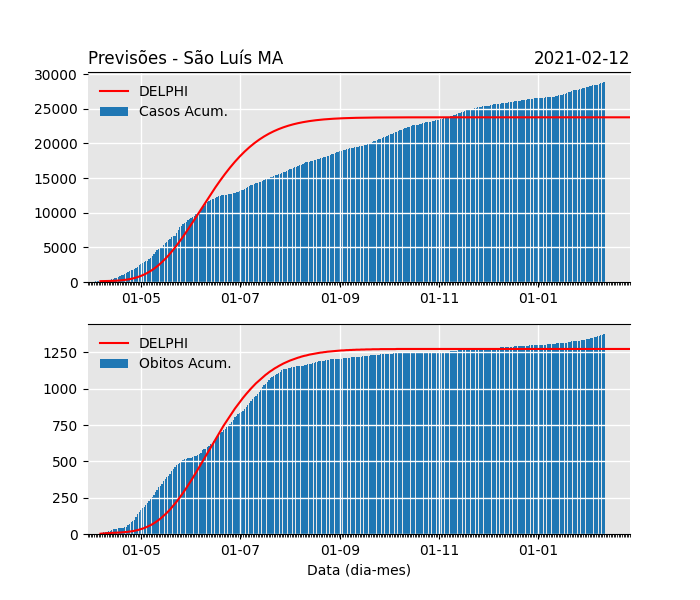 Previsões - São Luís MA 2021-02-12
30000
25000
20000
15000
10000
5000
0
DELPHI
Casos Acum.
01-05 01-07 01-09 01-11 01-01
1250
1000
750
500
250
0
DELPHI
Obitos Acum.
01-05 01-07 01-09 01-11 01-01
Data (dia-mes)